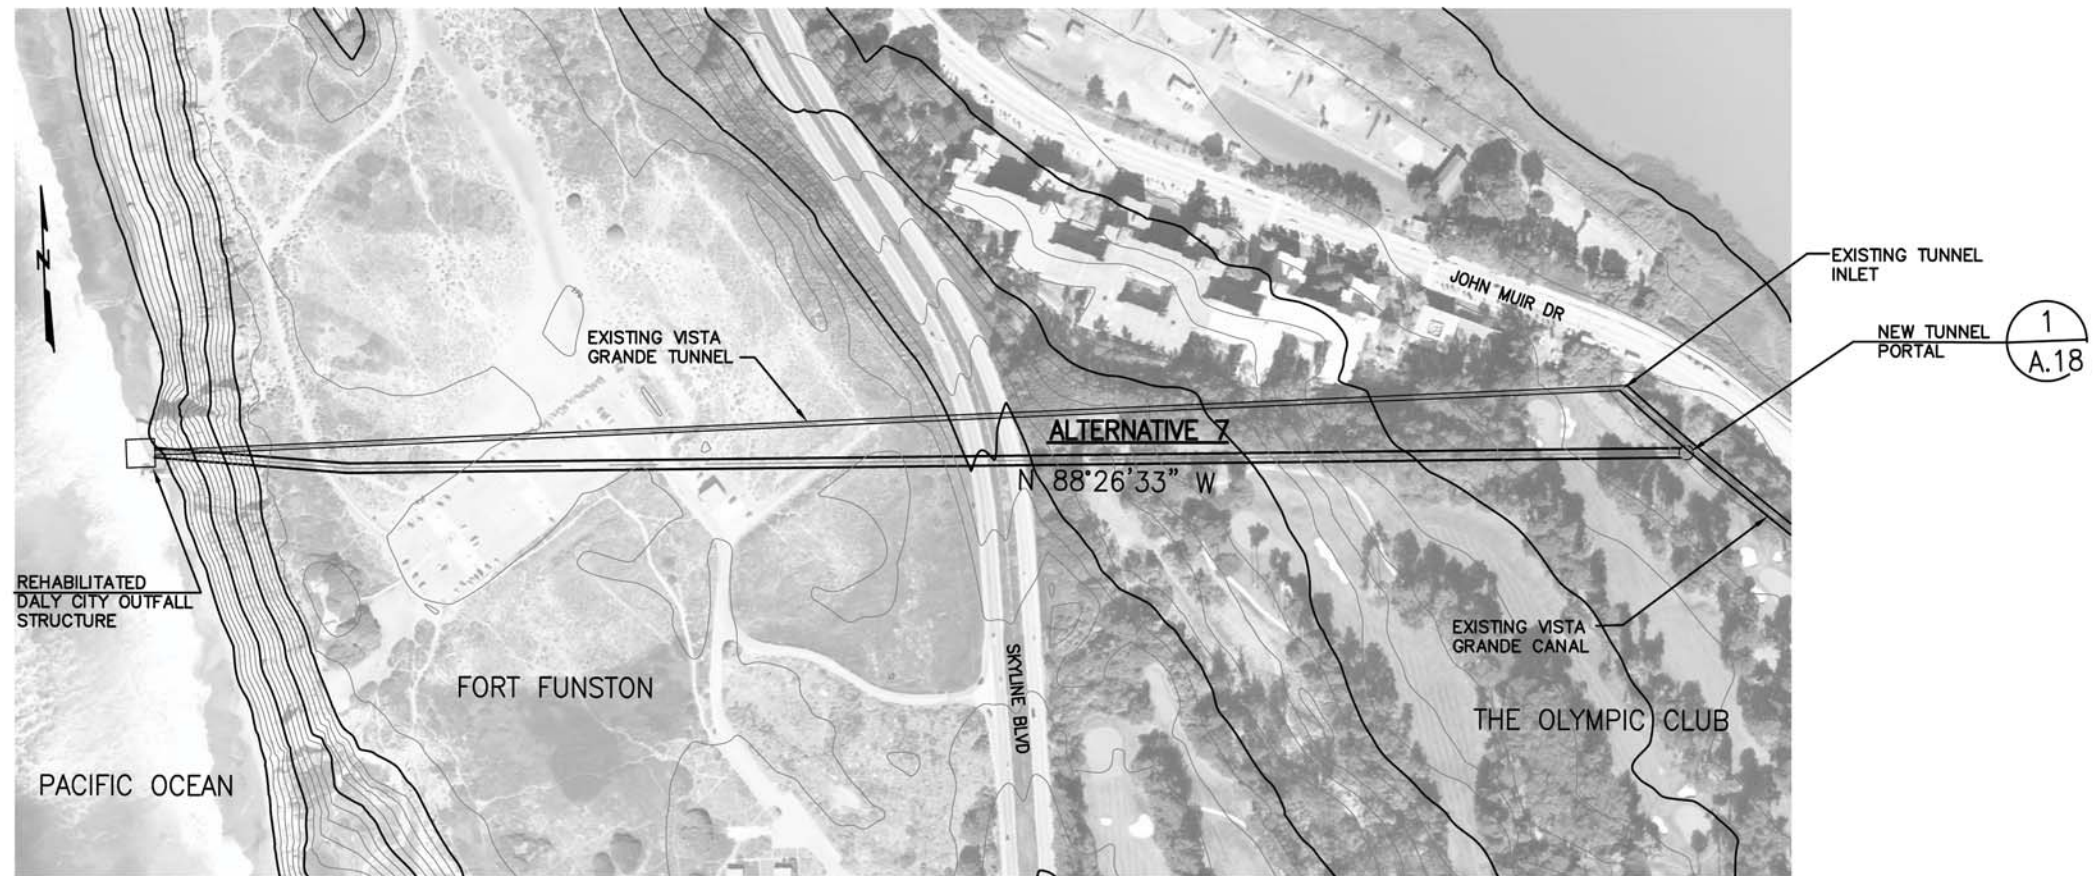 N
EXISTING VISTA
GRANDE TUNNEL
JOHN MUIR DR
EXISTING TUNNEL
INLET
NEW TUNNEL
PORTAL
1
A.18
ALTERNATIVE 7
N 88°26'33" W
REHABILITATED
DALY CITY OUTFALL
STRUCTURE
FORT FUNSTON
SKYLINE BLVD
EXISTING VISTA
GRANDE CANAL
THE OLYMPIC CLUB
PACIFIC OCEAN